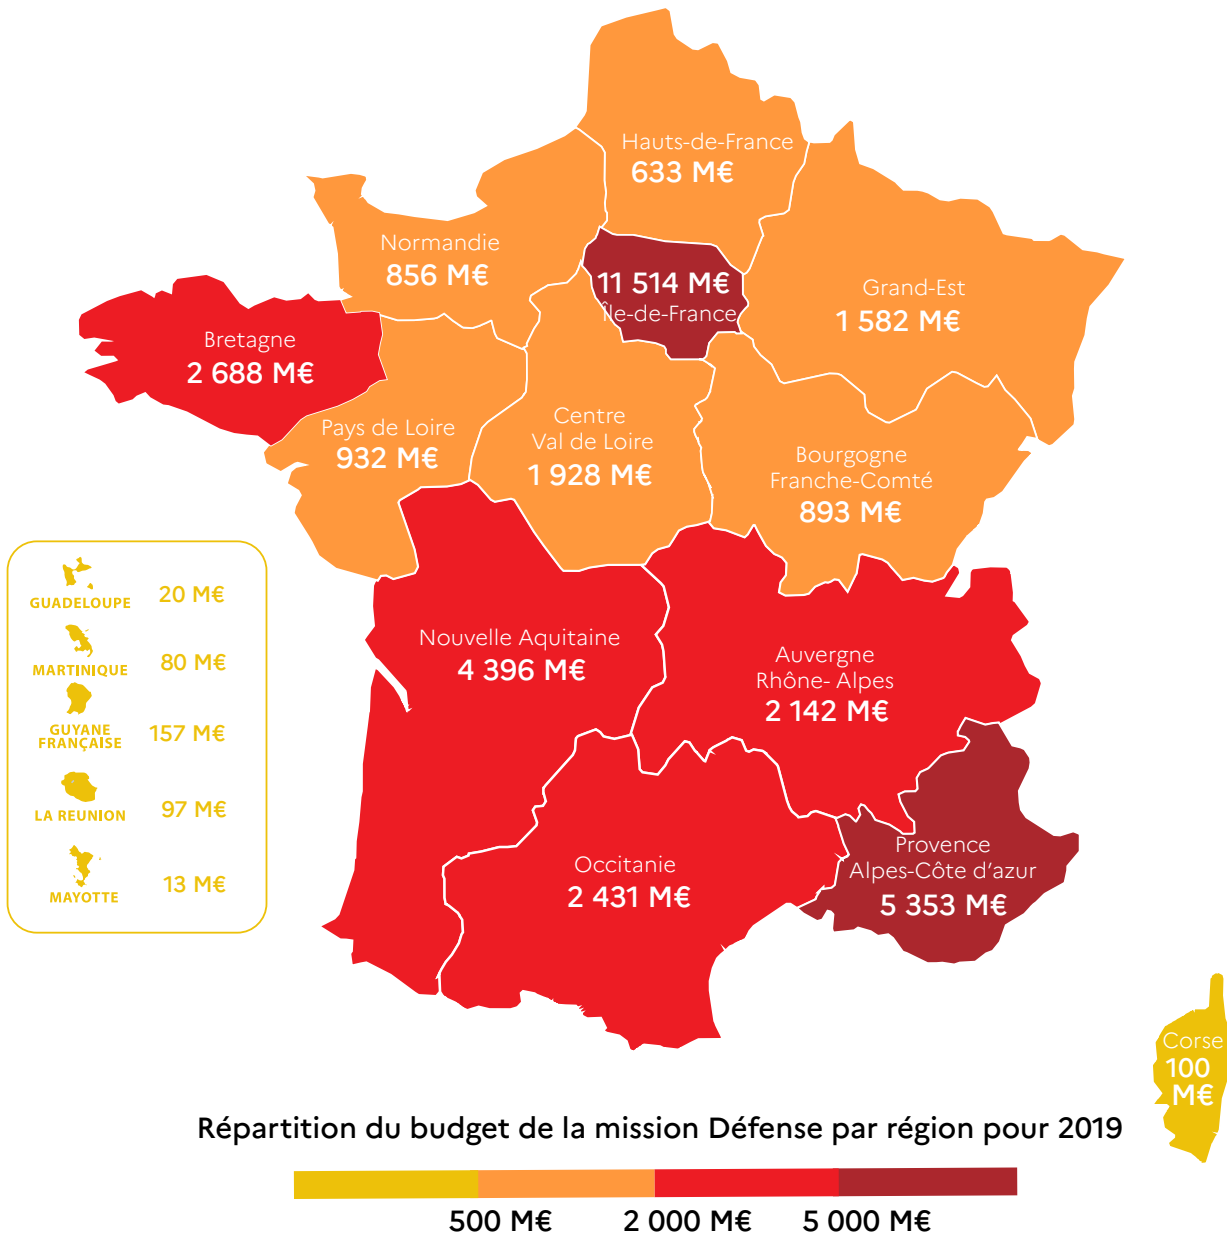 Hauts-de-France
633 M€
Normandie
856 M€
11 514 M€
Île-de-France
Grand-Est
1 582 M€
Bretagne
2 688 M€
Pays de Loire
932 M€
Centre
Val de Loire
1 928 M€
Bourgogne
Franche-Comté
893 M€
GUADELOUPE 20 M€
MARTINIQUE 80 M€
GUYANE
FRANÇAISE 157 M€
LA REUNION 97 M€
MAYOTTE 13 M€
Nouvelle Aquitaine
4 396 M€
Auvergne
Rhône- Alpes
2 142 M€
Occitanie
2 431 M€
Provence
Alpes-Côte d'azur
5 353 M€
Corse
100
M€
Répartition du budget de la mission Défense par région pour 2019
500 M€ 2 000 M€ 5 000 M€